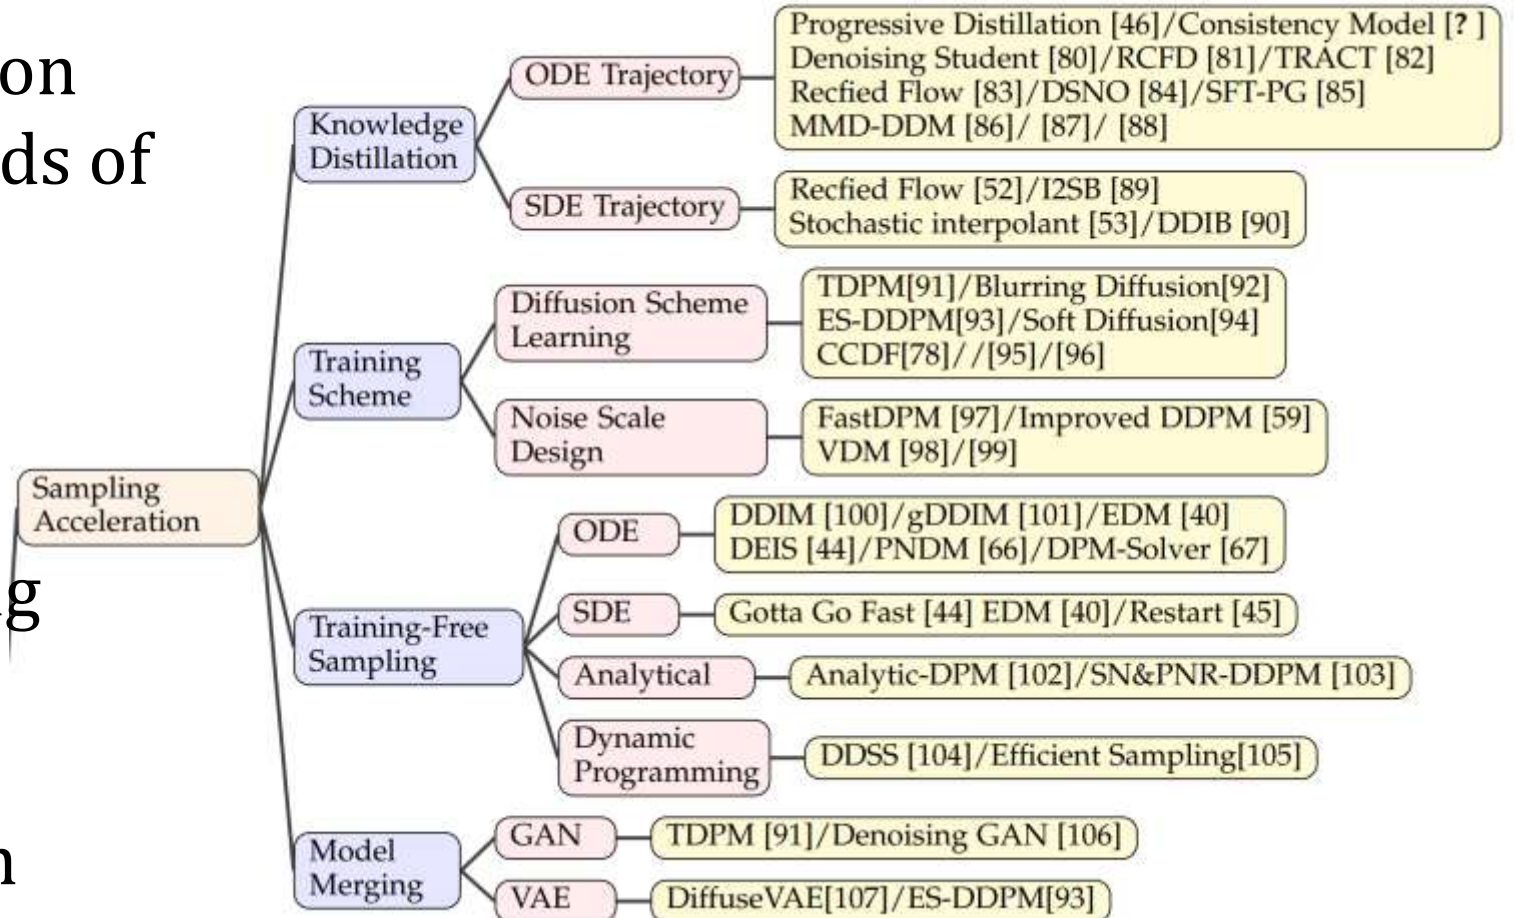 on
ds of
g
n
Sampling
Acceleration
Knowledge
Distillation
ODE Trajectory
Progressive Distillation [46]/Consistency Model [? ]
Denoising Student [80]/RCFD [81]/TRACT [82]
Recfied Flow [83]/DSNO [84]/SFT-PG [85]
MMD-DDM [86]/ [87]/ [88]
SDE Trajectory
Recfied Flow [52]/I2SB [89]
Stochastic interpolant [53]/DDIB [90]
Training
Scheme
Diffusion Scheme
Learning
TDPM[91]/Blurring Diffusion[92]
ES-DDPM[93]/Soft Diffusion[94]
CCDF[78]//[95]/[96]
Noise Scale
Design
FastDPM [97]/Improved DDPM [59]
VDM [98]/[99]
Training-Free
Sampling
ODE
DDIM [100]/gDDIM [101]/EDM [40]
DEIS [44]/PNDM [66]/DPM-Solver [67]
SDE
Gotta Go Fast [44] EDM [40]/Restart [45]
Analytical
Analytic-DPM [102]/SN&PNR-DDPM [103]
Dynamic
Programming
DDSS [104]/Efficient Sampling[105]
Model
Merging
GAN
TDPM [91]/Denoising GAN [106]
VAE
DiffuseVAE[107]/ES-DDPM[93]